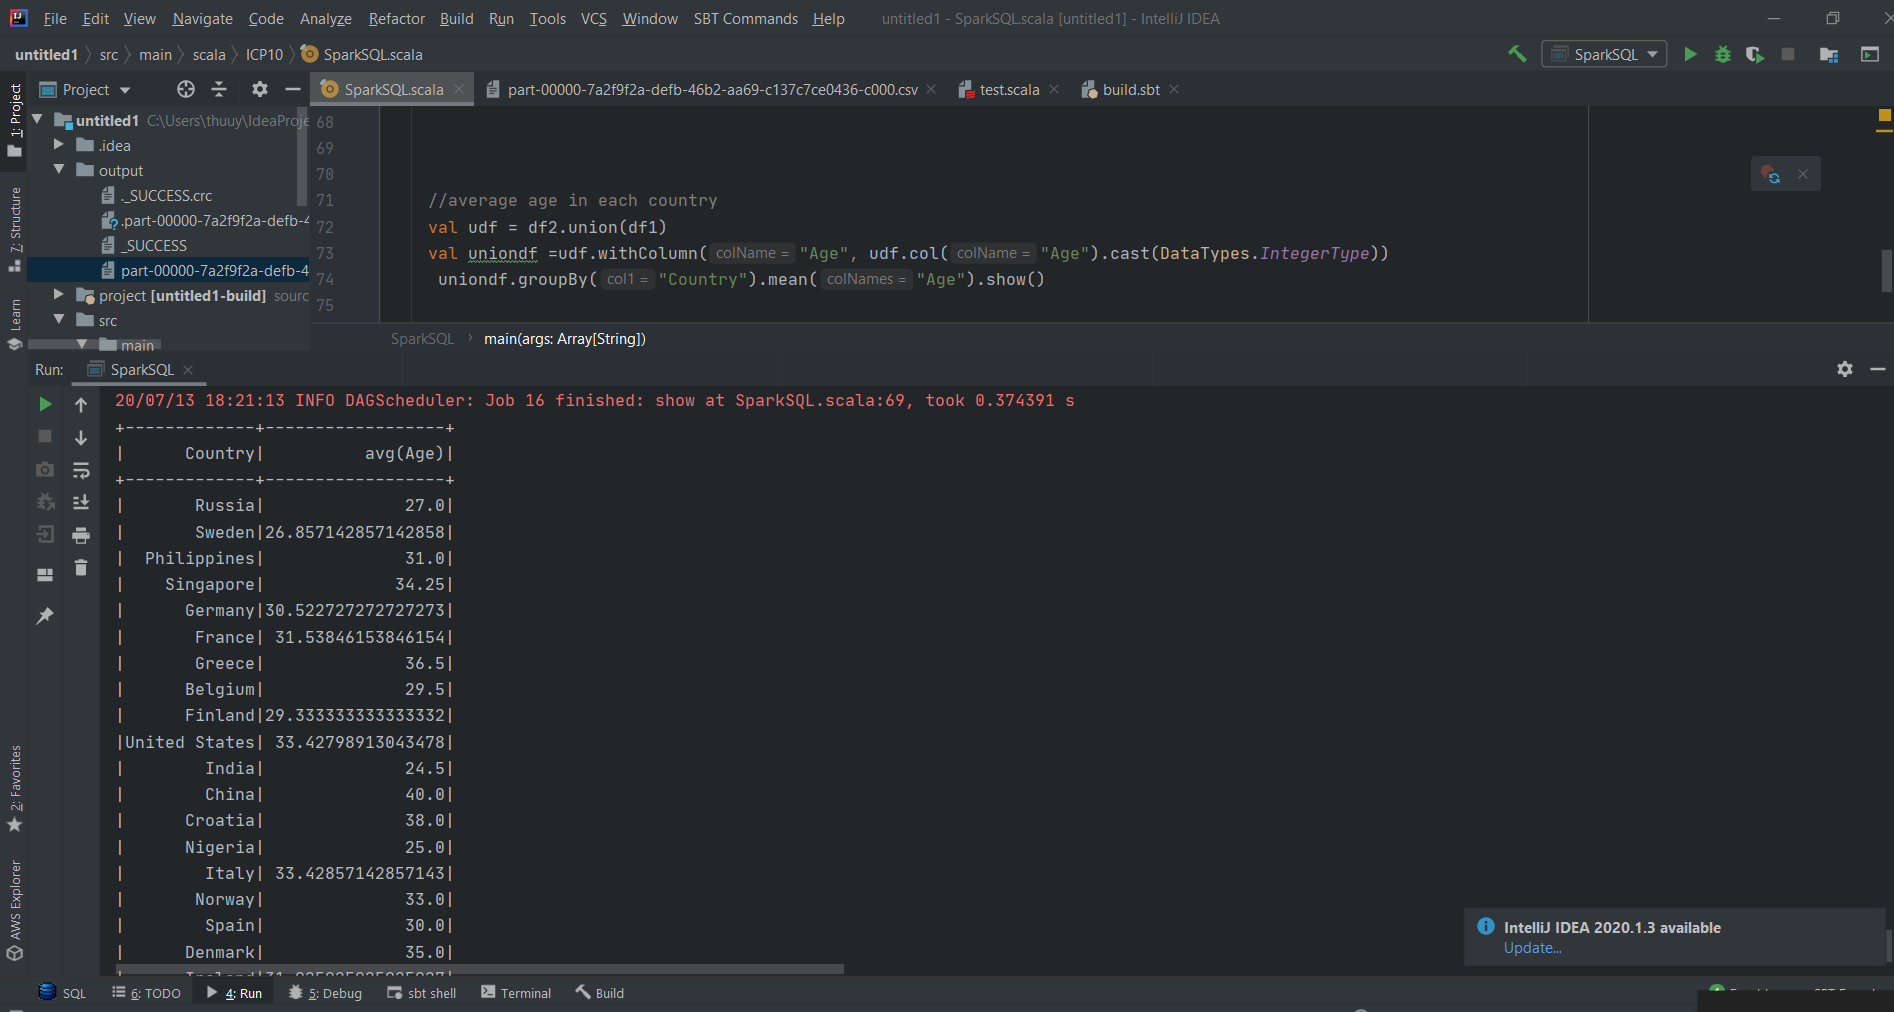 File Edit View Navigate Code Analyze Refactor Build Run Tools VCS Window SBT Commands Help untitled1 - SparkSQL.scala [untitled1] - IntelliJ IDEA
untitled1 src main scala ICP10 SparkSQL.scala SparkSQL
1: Project
7: Structure
Learn
2: Favorites
AWS Explorer
Project
untitled1 C:\Users\thuuy\IdeaProje
.idea
output
._SUCCESS.crc
.part-00000-7a2f9f2a-defb-4
_SUCCESS
part-00000-7a2f9f2a-defb-4
project [untitled1-build] sourc
src
main
SparkSQL.scala part-00000-7a2f9f2a-defb-46b2-aa69-c137c7ce0436-c000.csv test.scala build.sbt
68
69
70
71 //average age in each country
72 val udf = df2.union(df1)
73 val uniondf =udf.withColumn( colName = "Age", udf.col( colName = "Age").cast(DataTypes.IntegerType))
74 uniondf.groupBy( col1 = "Country").mean( colNames = "Age").show()
75
SparkSQL main(args: Array[String])
Run: SparkSQL
20/07/13 18:21:13 INFO DAGScheduler: Job 16 finished: show at SparkSQL.scala:69, took 0.374391 s
+-------------+------------------+
|      Country|          avg(Age)|
+-------------+------------------+
|       Russia|              27.0|
|       Sweden|26.857142857142858|
|  Philippines|              31.0|
|    Singapore|             34.25|
|      Germany|30.522727272727273|
|       France| 31.53846153846154|
|       Greece|              36.5|
|      Belgium|              29.5|
|      Finland|29.333333333333332|
|United States| 33.42798913043478|
|        India|              24.5|
|        China|              40.0|
|      Croatia|              38.0|
|      Nigeria|              25.0|
|        Italy| 33.42857142857143|
|       Norway|              33.0|
|        Spain|              30.0|
|      Denmark|              35.0|
IntelliJ IDEA 2020.1.3 available
Update...
SQL 6: TODO 4: Run 5: Debug sbt shell Terminal Build